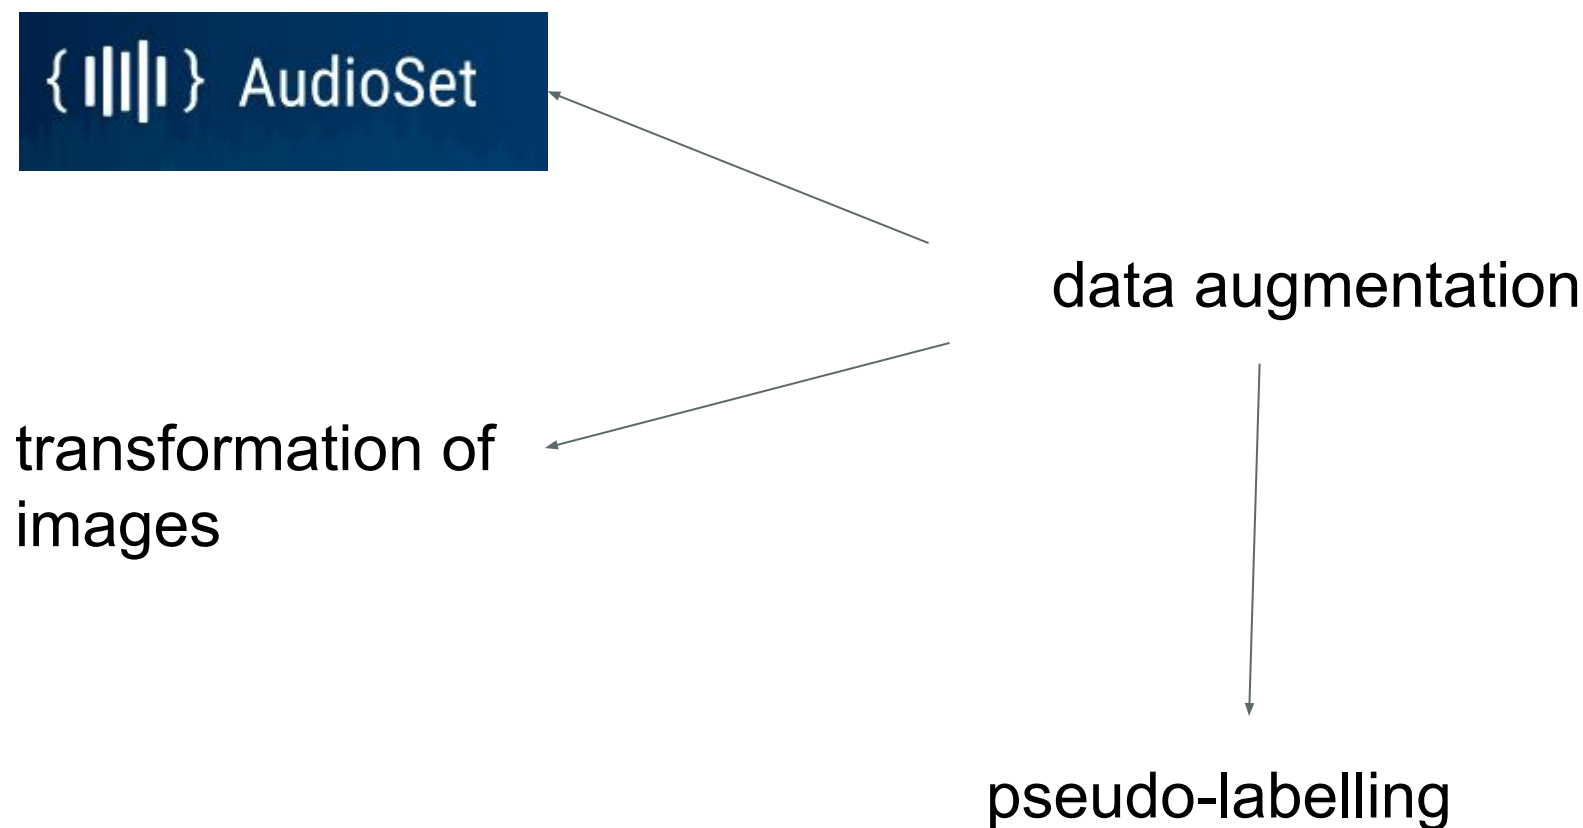 AudioSet
data augmentation
transformation of
images
pseudo-labelling